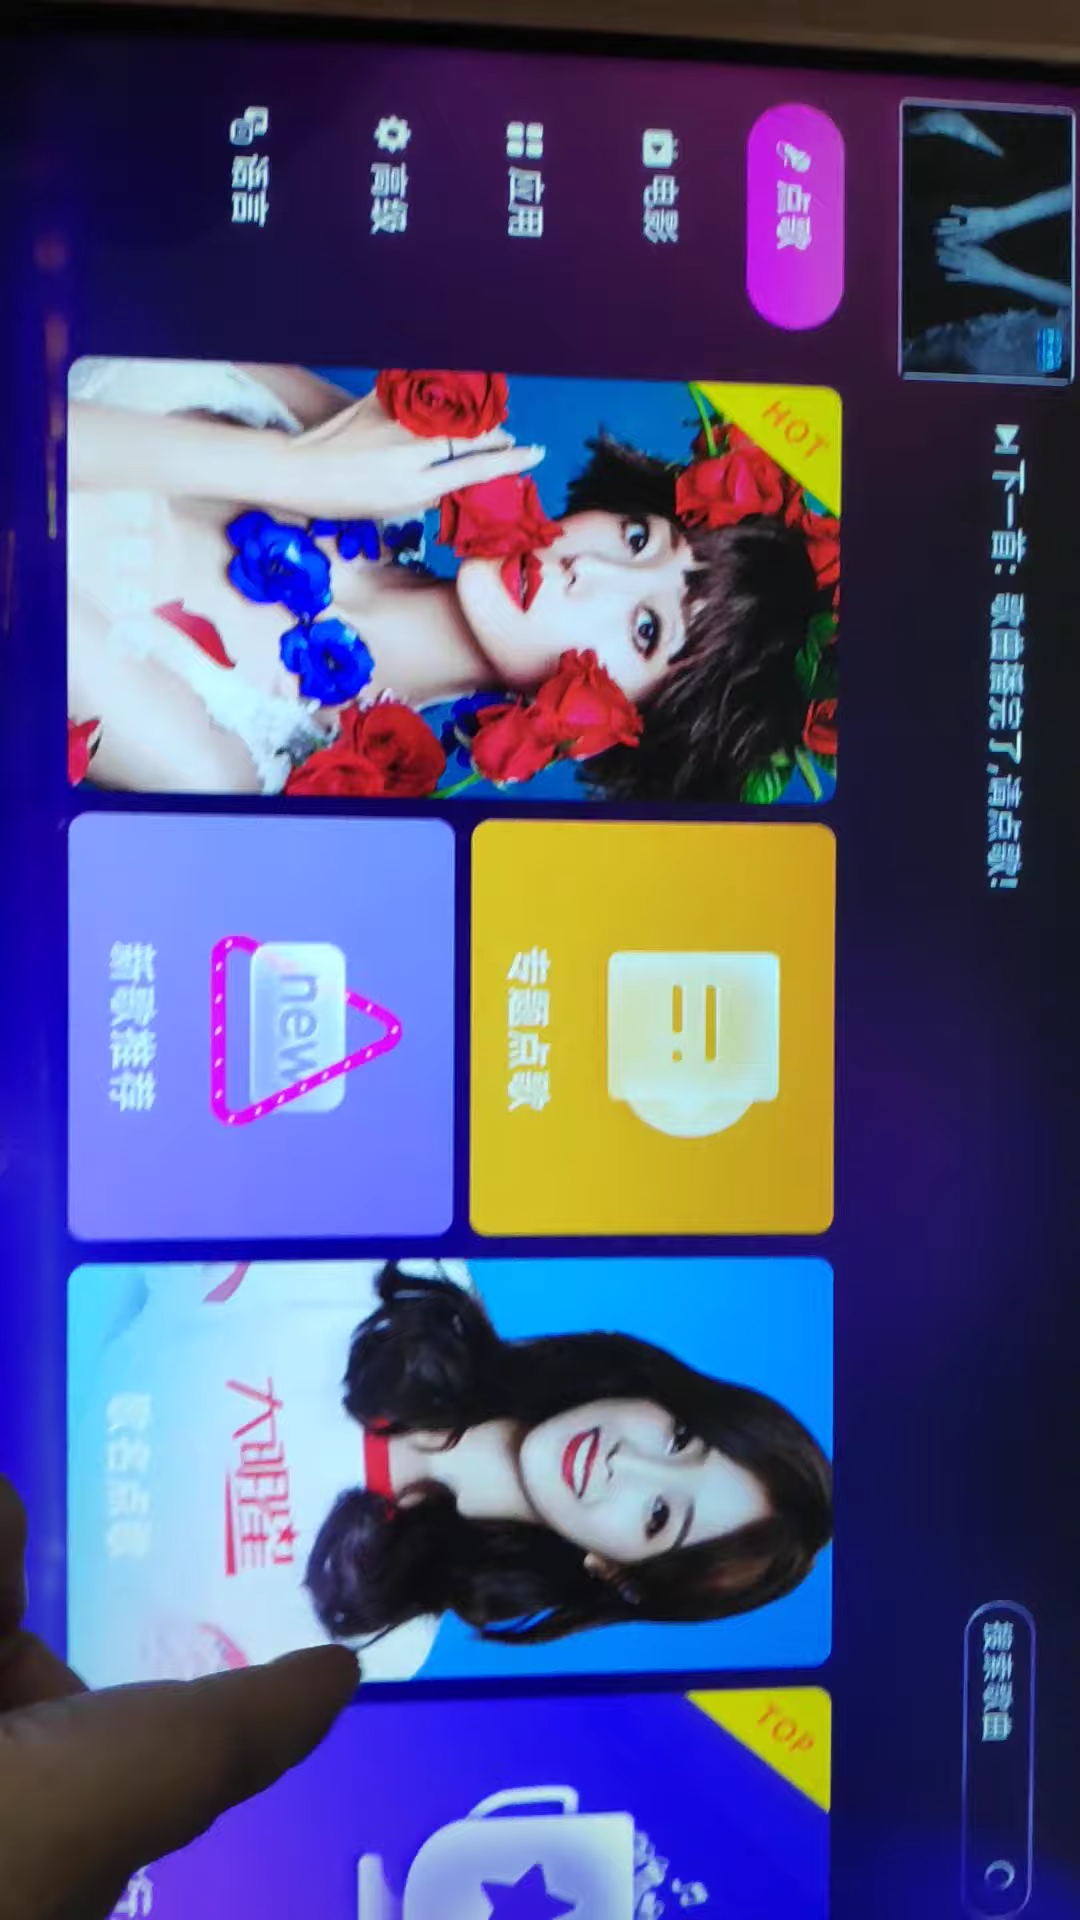 下一首: 歌曲播完了,请点歌!
搜索歌曲
点歌
电影
应用
高级
语言
HOT
专题点歌
new
新歌推荐
大明星
歌名点歌
TOP
行